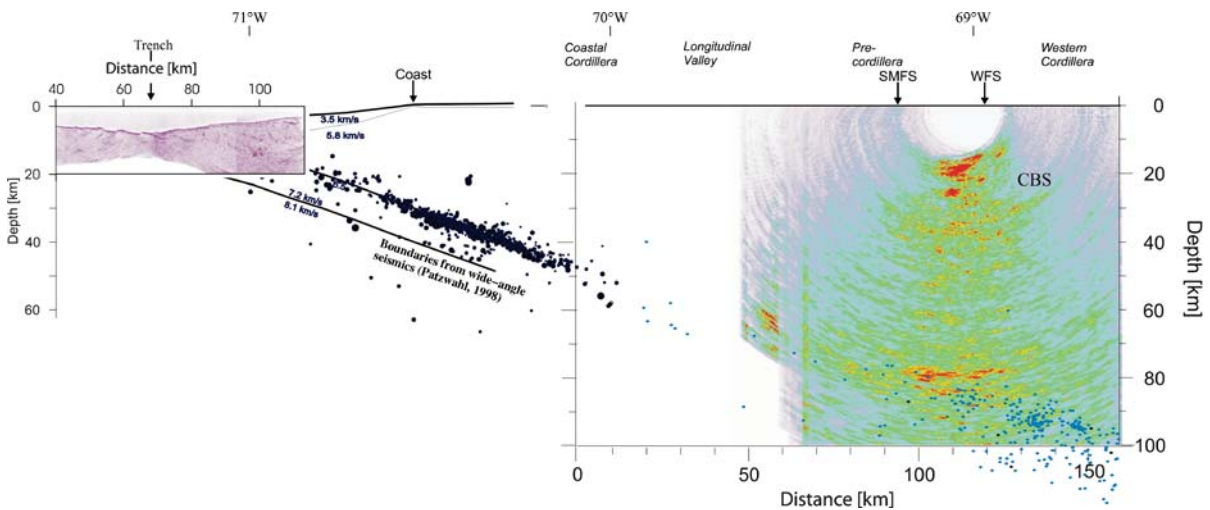 71°W
70°W
69°W
Trench
Distance [km]
40 60 80 100
Coast
Coastal
Cordillera
Longitudinal
Valley
Pre-
cordillera
Western
Cordillera
SMFS
WFS
0
20
40
60
Depth [km]
3.5 km/s
5.8 km/s
7.2 km/s
8.1 km/s
Boundaries from wide-angle
seismics (Patzwahl, 1998)
CBS
0
20
40
60
80
100
Depth [km]
0 50 100 150
Distance [km]